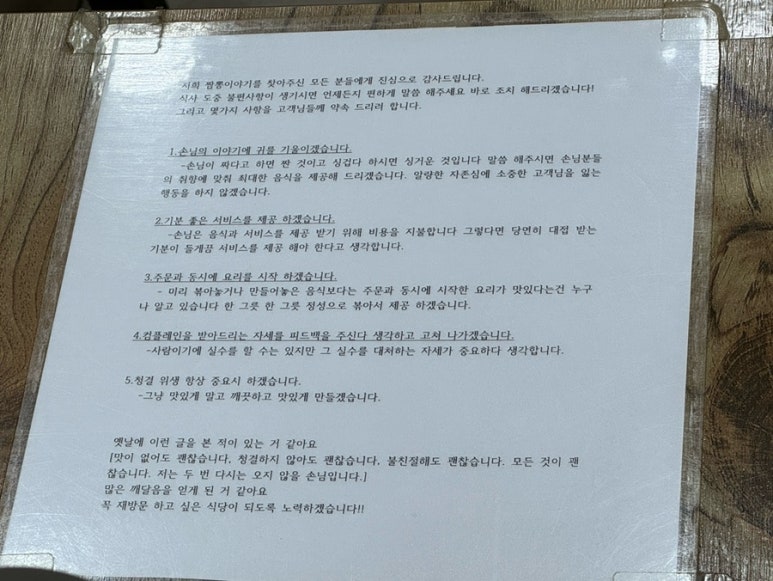 저희 짬뽕이야기를 찾아주신 모든 분들에게 진심으로 감사드립니다.
식사 도중 불편사항이 생기시면 언제든지 편하게 말씀 해주세요 바로 조치 해드리겠습니다!
그리고 몇가지 사항을 고객님들께 약속 드리려 합니다.
1.손님의 이야기에 귀를 기울이겠습니다.
-손님이 짜다고 하면 짠 것이고 싱겁다 하시면 싱거운 것입니다 말씀 해주시면 손님분들
의 취향에 맞춰 최대한 음식을 제공해 드리겠습니다. 알량한 자존심에 소중한 고객님을 잃는
행동을 하지 않겠습니다.
2.기분 좋은 서비스를 제공 하겠습니다.
-손님은 음식과 서비스를 제공 받기 위해 비용을 지불합니다 그렇다면 당연히 대접 받는
기분이 들게끔 서비스를 제공 해야 한다고 생각합니다.
3.주문과 동시에 요리를 시작 하겠습니다.
- 미리 볶아놓거나 만들어놓은 음식보다는 주문과 동시에 시작한 요리가 맛있다는건 누구
나 알고 있습니다 한 그릇 한 그릇 정성으로 볶아서 제공 하겠습니다.
4.컴플레인을 받아드리는 자세를 피드백을 주신다 생각하고 고쳐 나가겠습니다.
-사람이기에 실수를 할 수는 있지만 그 실수를 대처하는 자세가 중요하다 생각합니다.
5.청결 위생 항상 중요시 하겠습니다.
-그냥 맛있게 말고 깨끗하고 맛있게 만들겠습니다.
옛날에 이런 글을 본 적이 있는 거 같아요
[맛이 없어도 괜찮습니다, 청결하지 않아도 괜찮습니다. 불친절해도 괜찮습니다. 모든 것이 괜
찮습니다. 저는 두 번 다시는 오지 않을 손님입니다.]
많은 깨달음을 얻게 된 거 같아요
꼭 재방문 하고 싶은 식당이 되도록 노력하겠습니다!!